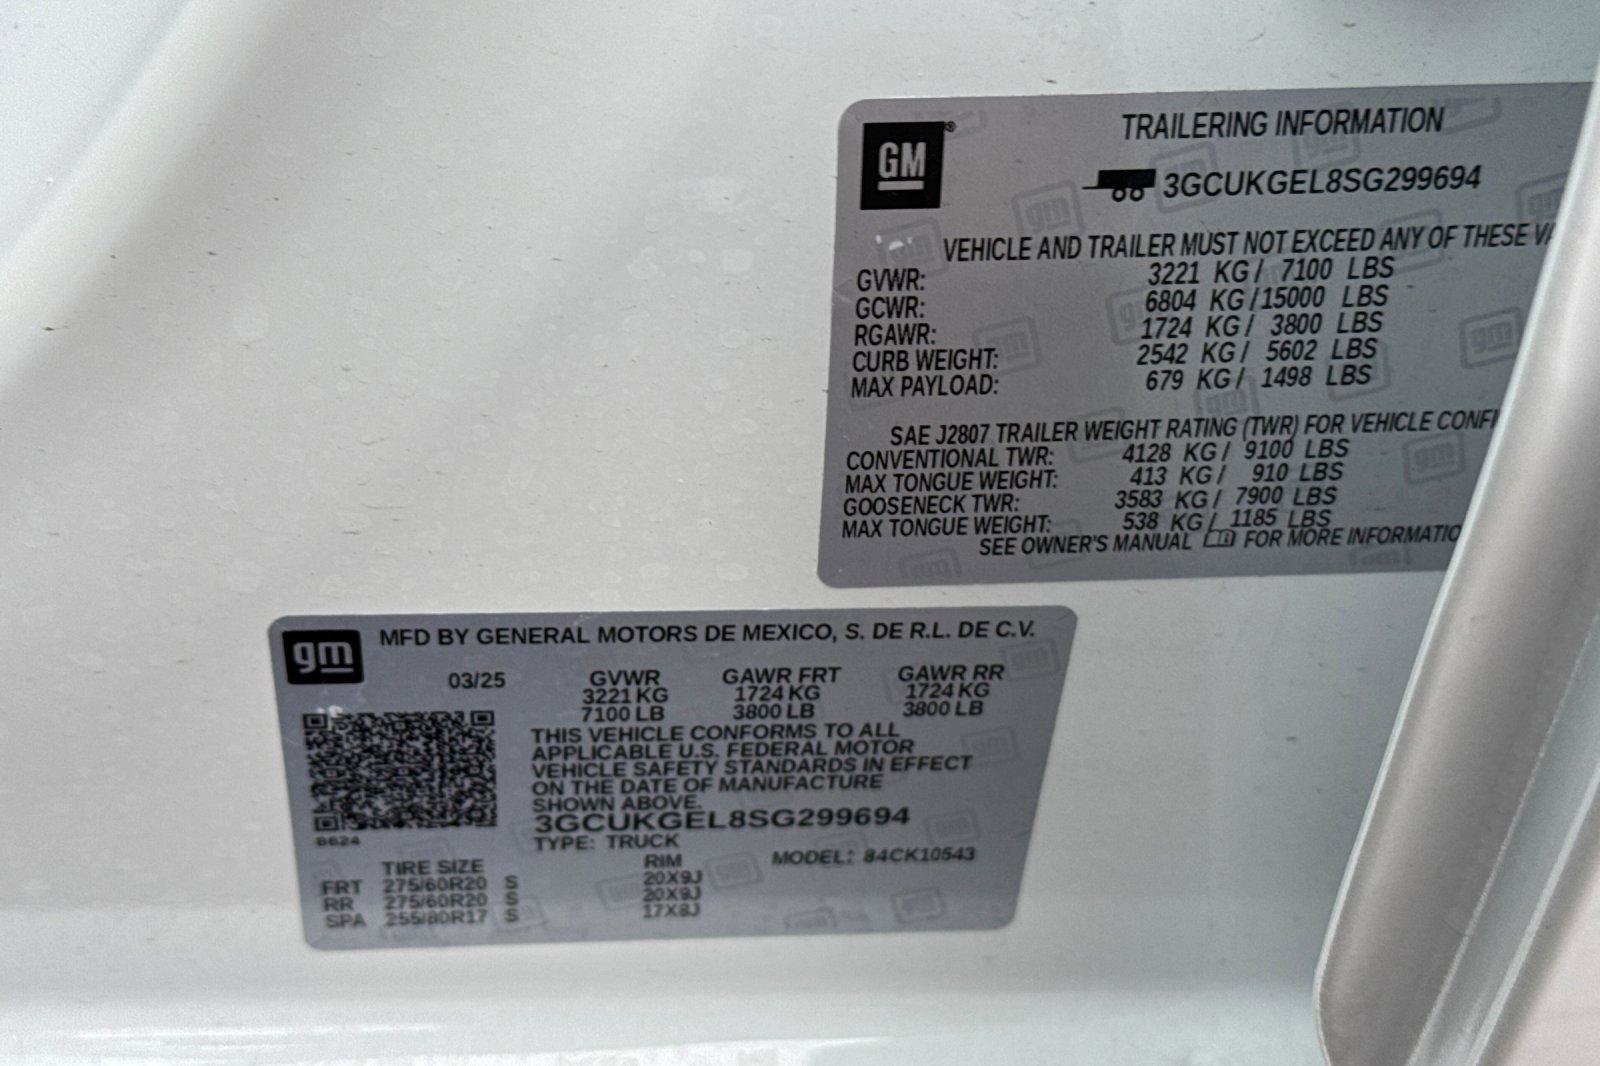 GM
TRAILERING INFORMATION
3GCUKGEL8SG299694
VEHICLE AND TRAILER MUST NOT EXCEED ANY OF THESE
GVWR: 3221 KG / 7100 LBS
GCWR: 6804 KG / 15000 LBS
RGAWR: 1724 KG / 3800 LBS
CURB WEIGHT: 2542 KG / 5602 LBS
MAX PAYLOAD: 679 KG / 1498 LBS
SAE J2807 TRAILER WEIGHT RATING (TWR) FOR VEHICLE
CONVENTIONAL TWR: 4128 KG / 9100 LBS
MAX TONGUE WEIGHT: 413 KG / 910 LBS
GOOSENECK TWR: 3583 KG / 7900 LBS
MAX TONGUE WEIGHT: 538 KG / 1185 LBS
SEE OWNER'S MANUAL FOR MORE INFORMATIO
gm
MFD BY GENERAL MOTORS DE MEXICO, S. DE R.L. DE C.V.
03/25 GVWR GAWR FRT GAWR RR
3221 KG 1724 KG 1724 KG
7100 LB 3800 LB 3800 LB
THIS VEHICLE CONFORMS TO ALL
APPLICABLE U.S. FEDERAL MOTOR
VEHICLE SAFETY STANDARDS IN EFFECT
ON THE DATE OF MANUFACTURE
SHOWN ABOVE.
3GCUKGEL8SG299694
TYPE: TRUCK
MODEL: 84CK10543
TIRE SIZE RIM
FRT 275/60R20 S 20X9J
RR 275/60R20 S 20X9J
SPA 255/80R17 S 17X8J